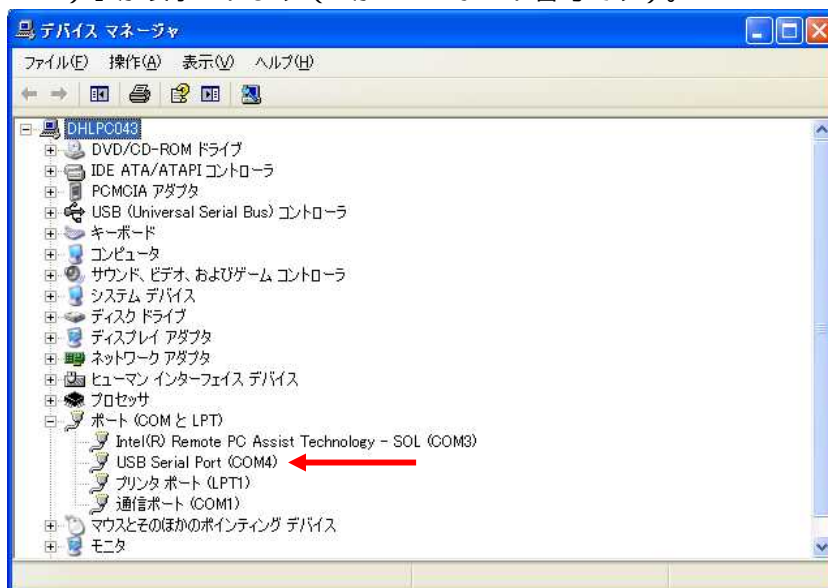 デバイス マネージャ
ファイル(F) 操作(A) 表示(V) ヘルプ(H)
DHLPC043
DVD/CD-ROM ドライブ
IDE ATA/ATAPI コントローラ
PCMCIA アダプタ
USB (Universal Serial Bus) コントローラ
キーボード
コンピュータ
サウンド、ビデオ、およびゲーム コントローラ
システム デバイス
ディスク ドライブ
ディスプレイ アダプタ
ネットワーク アダプタ
ヒューマン インターフェイス デバイス
プロセッサ
ポート (COM と LPT)
Intel(R) Remote PC Assist Technology - SOL (COM3)
USB Serial Port (COM4)
プリンタ ポート (LPT1)
通信ポート (COM1)
マウスとそのほかのポインティング デバイス
モニタ